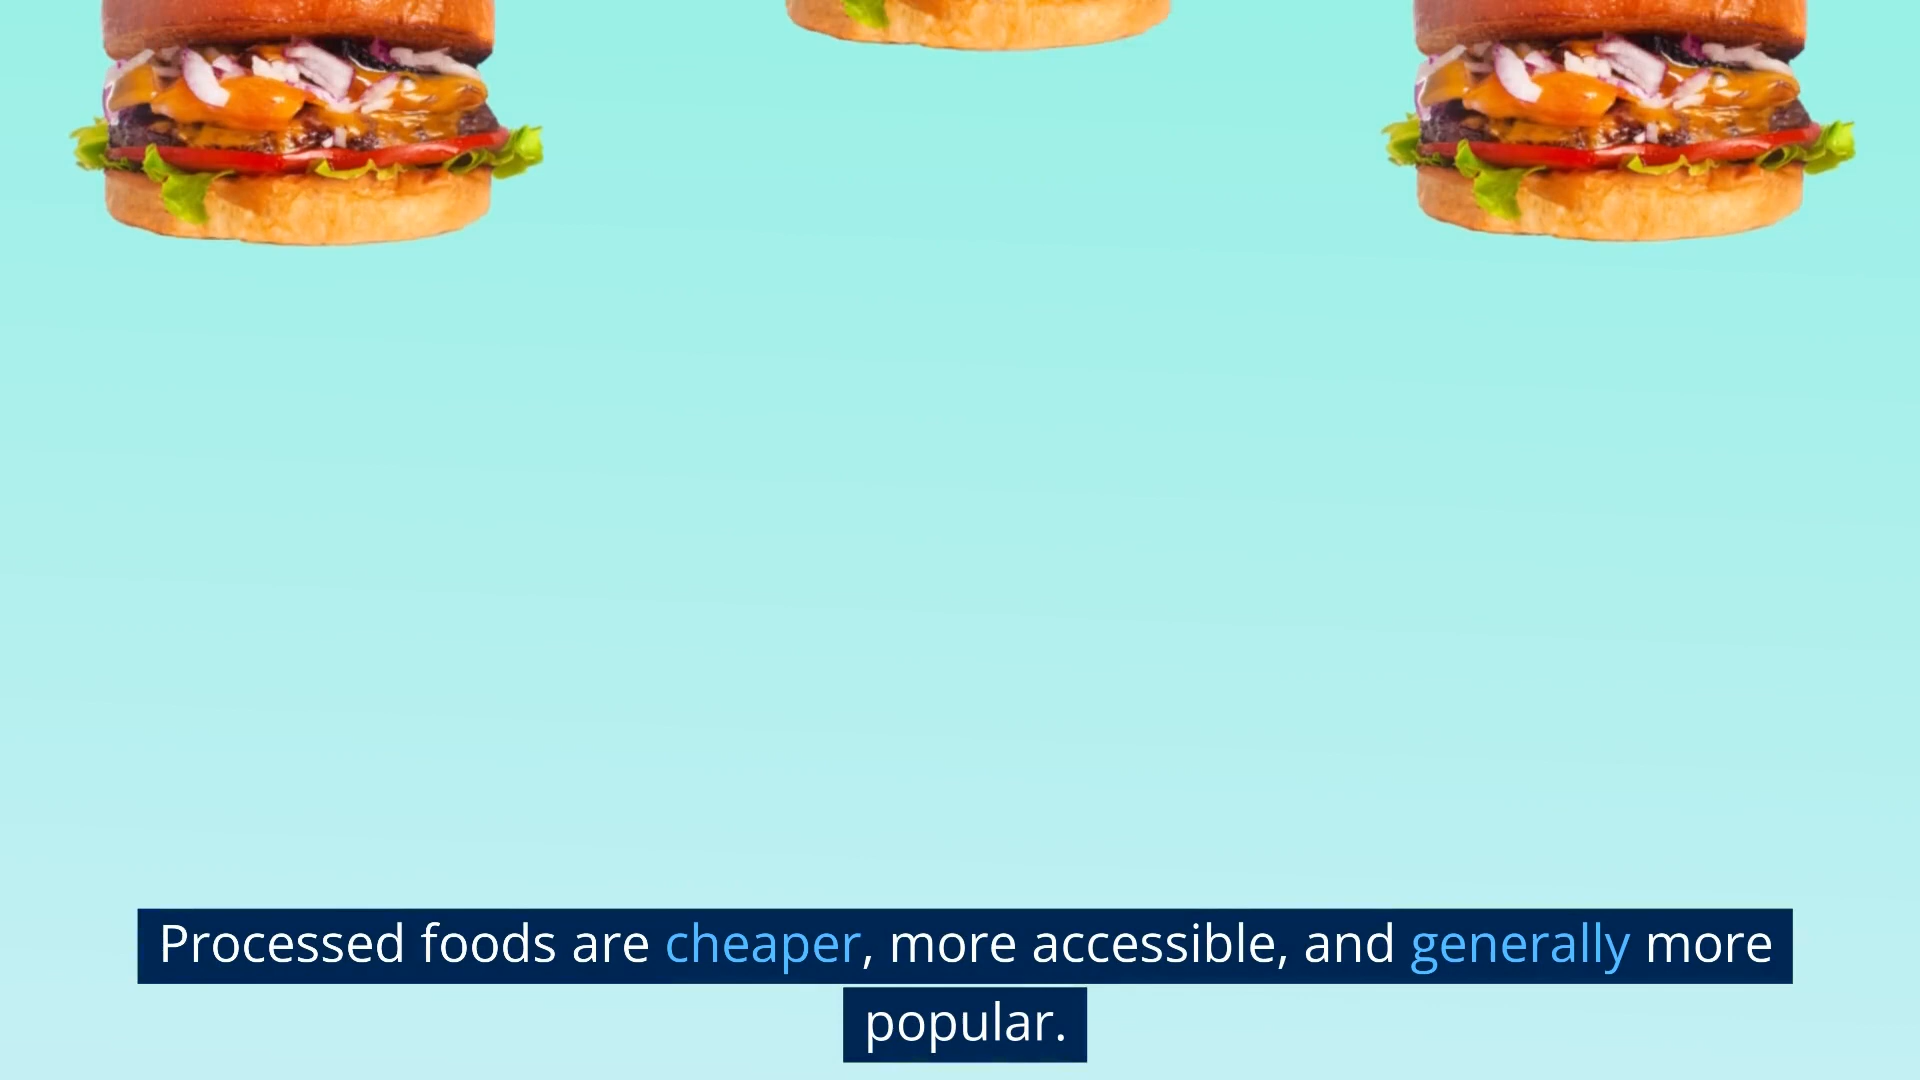 Processed foods are cheaper, more accessible, and generally more
popular.